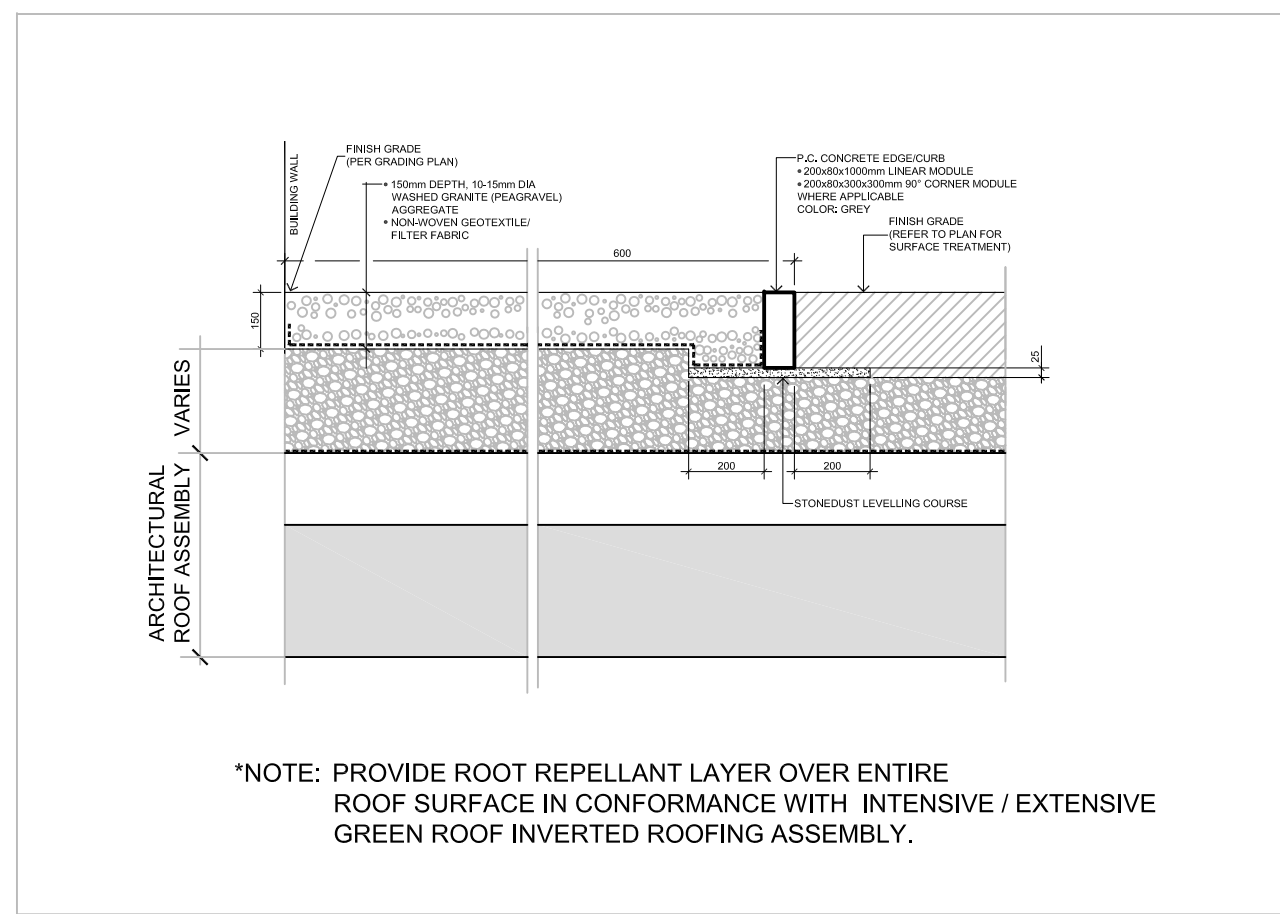 BUILDING WALL
FINISH GRADE
(PER GRADING PLAN)
• 150mm DEPTH, 10-15mm DIA
WASHED GRANITE (PEAGRAVEL)
AGGREGATE
• NON-WOVEN GEOTEXTILE/
FILTER FABRIC
P.C. CONCRETE EDGE/CURB
• 200x80x1000mm LINEAR MODULE
• 200x80x300x300mm 90° CORNER MODULE
WHERE APPLICABLE
COLOR: GREY
FINISH GRADE
(REFER TO PLAN FOR
SURFACE TREATMENT)
600
150
25
VARIES
200
200
STONEDUST LEVELLING COURSE
ARCHITECTURAL
ROOF ASSEMBLY
*NOTE: PROVIDE ROOT REPELLANT LAYER OVER ENTIRE
ROOF SURFACE IN CONFORMANCE WITH INTENSIVE / EXTENSIVE
GREEN ROOF INVERTED ROOFING ASSEMBLY.